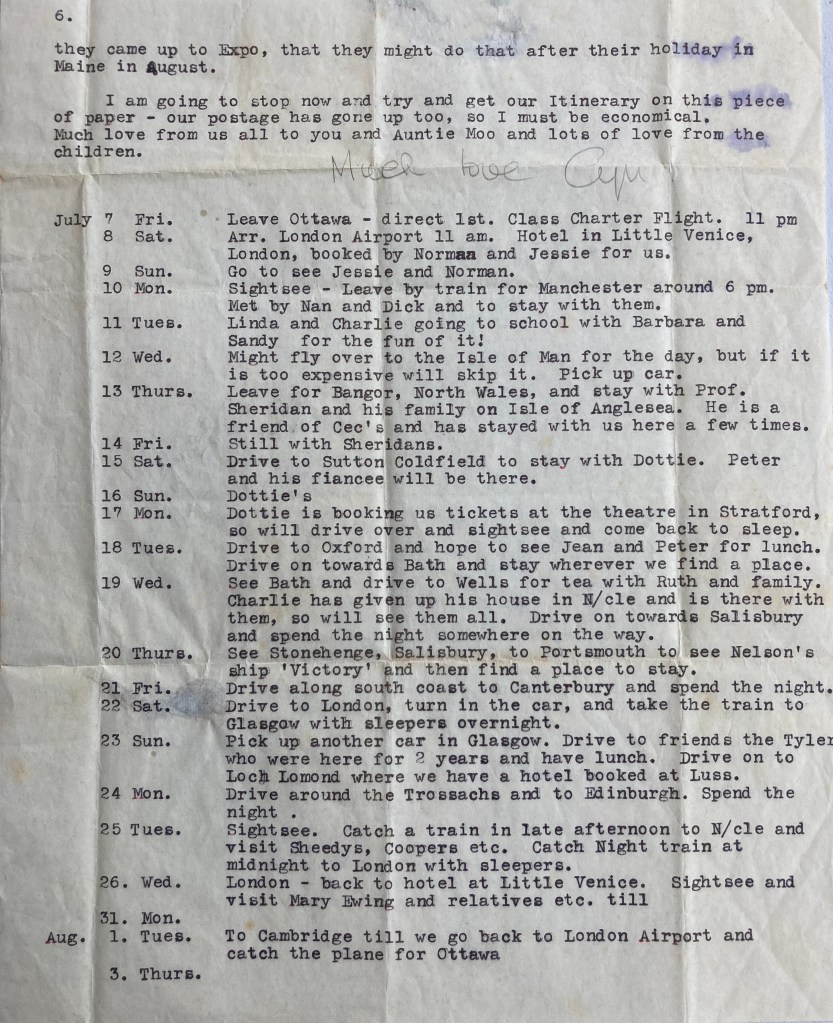 6.
they came up to Expo, that they might do that after their holiday in
Maine in August.
I am going to stop now and try and get our Itinerary on this piece
of paper - our postage has gone up too, so I must be economical.
Much love from us all to you and Auntie Moo and lots of love from the
children.
Much love
July 7 Fri. Leave Ottawa - direct 1st. Class Charter Flight. 11 pm
8 Sat. Arr. London Airport 11 am. Hotel in Little Venice,
London, booked by Norman and Jessie for us.
9 Sun. Go to see Jessie and Norman.
10 Mon. Sightsee - Leave by train for Manchester around 6 pm.
Met by Nan and Dick and to stay with them.
11 Tues. Linda and Charlie going to school with Barbara and
Sandy for the fun of it!
12 Wed. Might fly over to the Isle of Man for the day, but if it
is too expensive will skip it. Pick up car.
13 Thurs. Leave for Bangor, North Wales, and stay with Prof.
Sheridan and his family on Isle of Anglesea. He is a
friend of Cec's and has stayed with us here a few times.
14 Fri. Still with Sheridans.
15 Sat. Drive to Sutton Coldfield to stay with Dottie. Peter
and his fiancee will be there.
16 Sun. Dottie's
17 Mon. Dottie is booking us tickets at the theatre in Stratford,
so will drive over and sightsee and come back to sleep.
18 Tues. Drive to Oxford and hope to see Jean and Peter for lunch.
Drive on towards Bath and stay wherever we find a place.
19 Wed. See Bath and drive to Wells for tea with Ruth and family.
Charlie has given up his house in N/cle and is there with
them, so will see them all. Drive on towards Salisbury
and spend the night somewhere on the way.
20 Thurs. See Stonehenge, Salisbury, to Portsmouth to see Nelson's
ship 'Victory' and then find a place to stay.
21 Fri. Drive along south coast to Canterbury and spend the night.
22 Sat. Drive to London, turn in the car, and take the train to
Glasgow with sleepers overnight.
23 Sun. Pick up another car in Glasgow. Drive to friends the Tyler
who were here for 2 years and have lunch. Drive on to
Loch Lomond where we have a hotel booked at Luss.
24 Mon. Drive around the Trossachs and to Edinburgh. Spend the
night .
25 Tues. Sightsee. Catch a train in late afternoon to N/cle and
visit Sheedys, Coopers etc. Catch Night train at
midnight to London with sleepers.
26. Wed. London - back to hotel at Little Venice. Sightsee and
visit Mary Ewing and relatives etc. till
31. Mon.
Aug. 1. Tues. To Cambridge till we go back to London Airport and
catch the plane for Ottawa
3. Thurs.